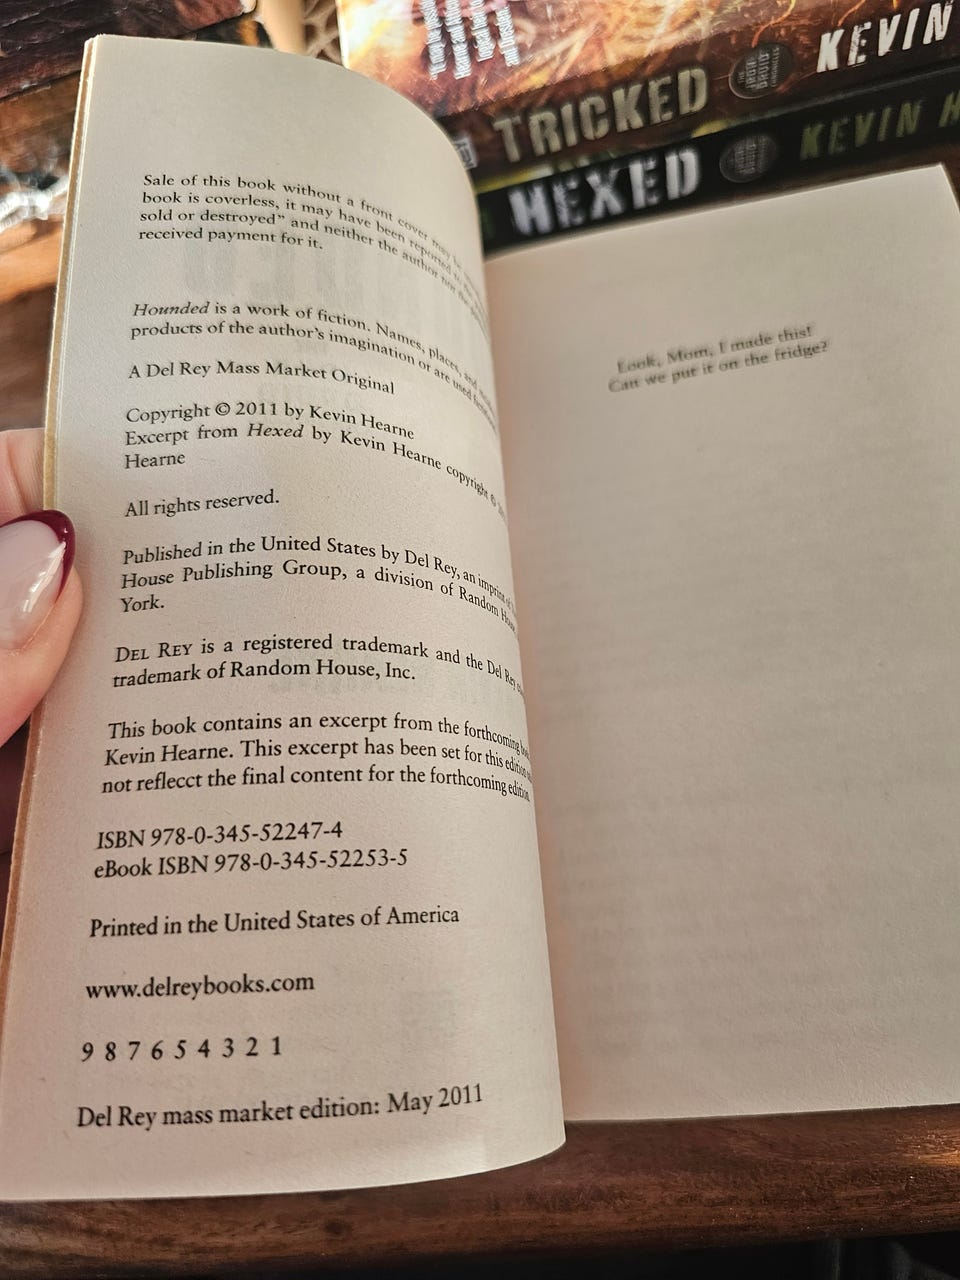 TRICKED
KEVIN
HEXED
KEVIN H
Sale of this book without a front cover may be
book is coverless, it may have been reported to the
sold or destroyed” and neither the author nor the
received payment for it.
Hounded is a work of fiction. Names, places, and
products of the author’s imagination or are used
A Del Rey Mass Market Original
Copyright © 2011 by Kevin Hearne
Excerpt from Hexed by Kevin Hearne copyright ©
Hearne
All rights reserved.
Published in the United States by Del Rey, an imprint of
House Publishing Group, a division of Random House
York.
DEL REY is a registered trademark and the Del Rey
trademark of Random House, Inc.
This book contains an excerpt from the forthcoming
Kevin Hearne. This excerpt has been set for this edition
not reflecct the final content for the forthcoming edition.
ISBN 978-0-345-52247-4
eBook ISBN 978-0-345-52253-5
Printed in the United States of America
www.delreybooks.com
9 8 7 6 5 4 3 2 1
Del Rey mass market edition: May 2011
Look, Mom, I made this!
Can we put it on the fridge?